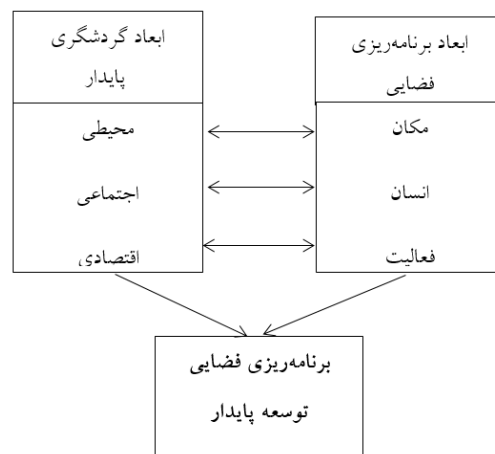 ابعاد برنامه‌ریزی
فضایی
مکان
انسان
فعالیت
ابعاد گردشگری
پایدار
محیطی
اجتماعی
اقتصادی
برنامه‌ریزی فضایی
توسعه پایدار